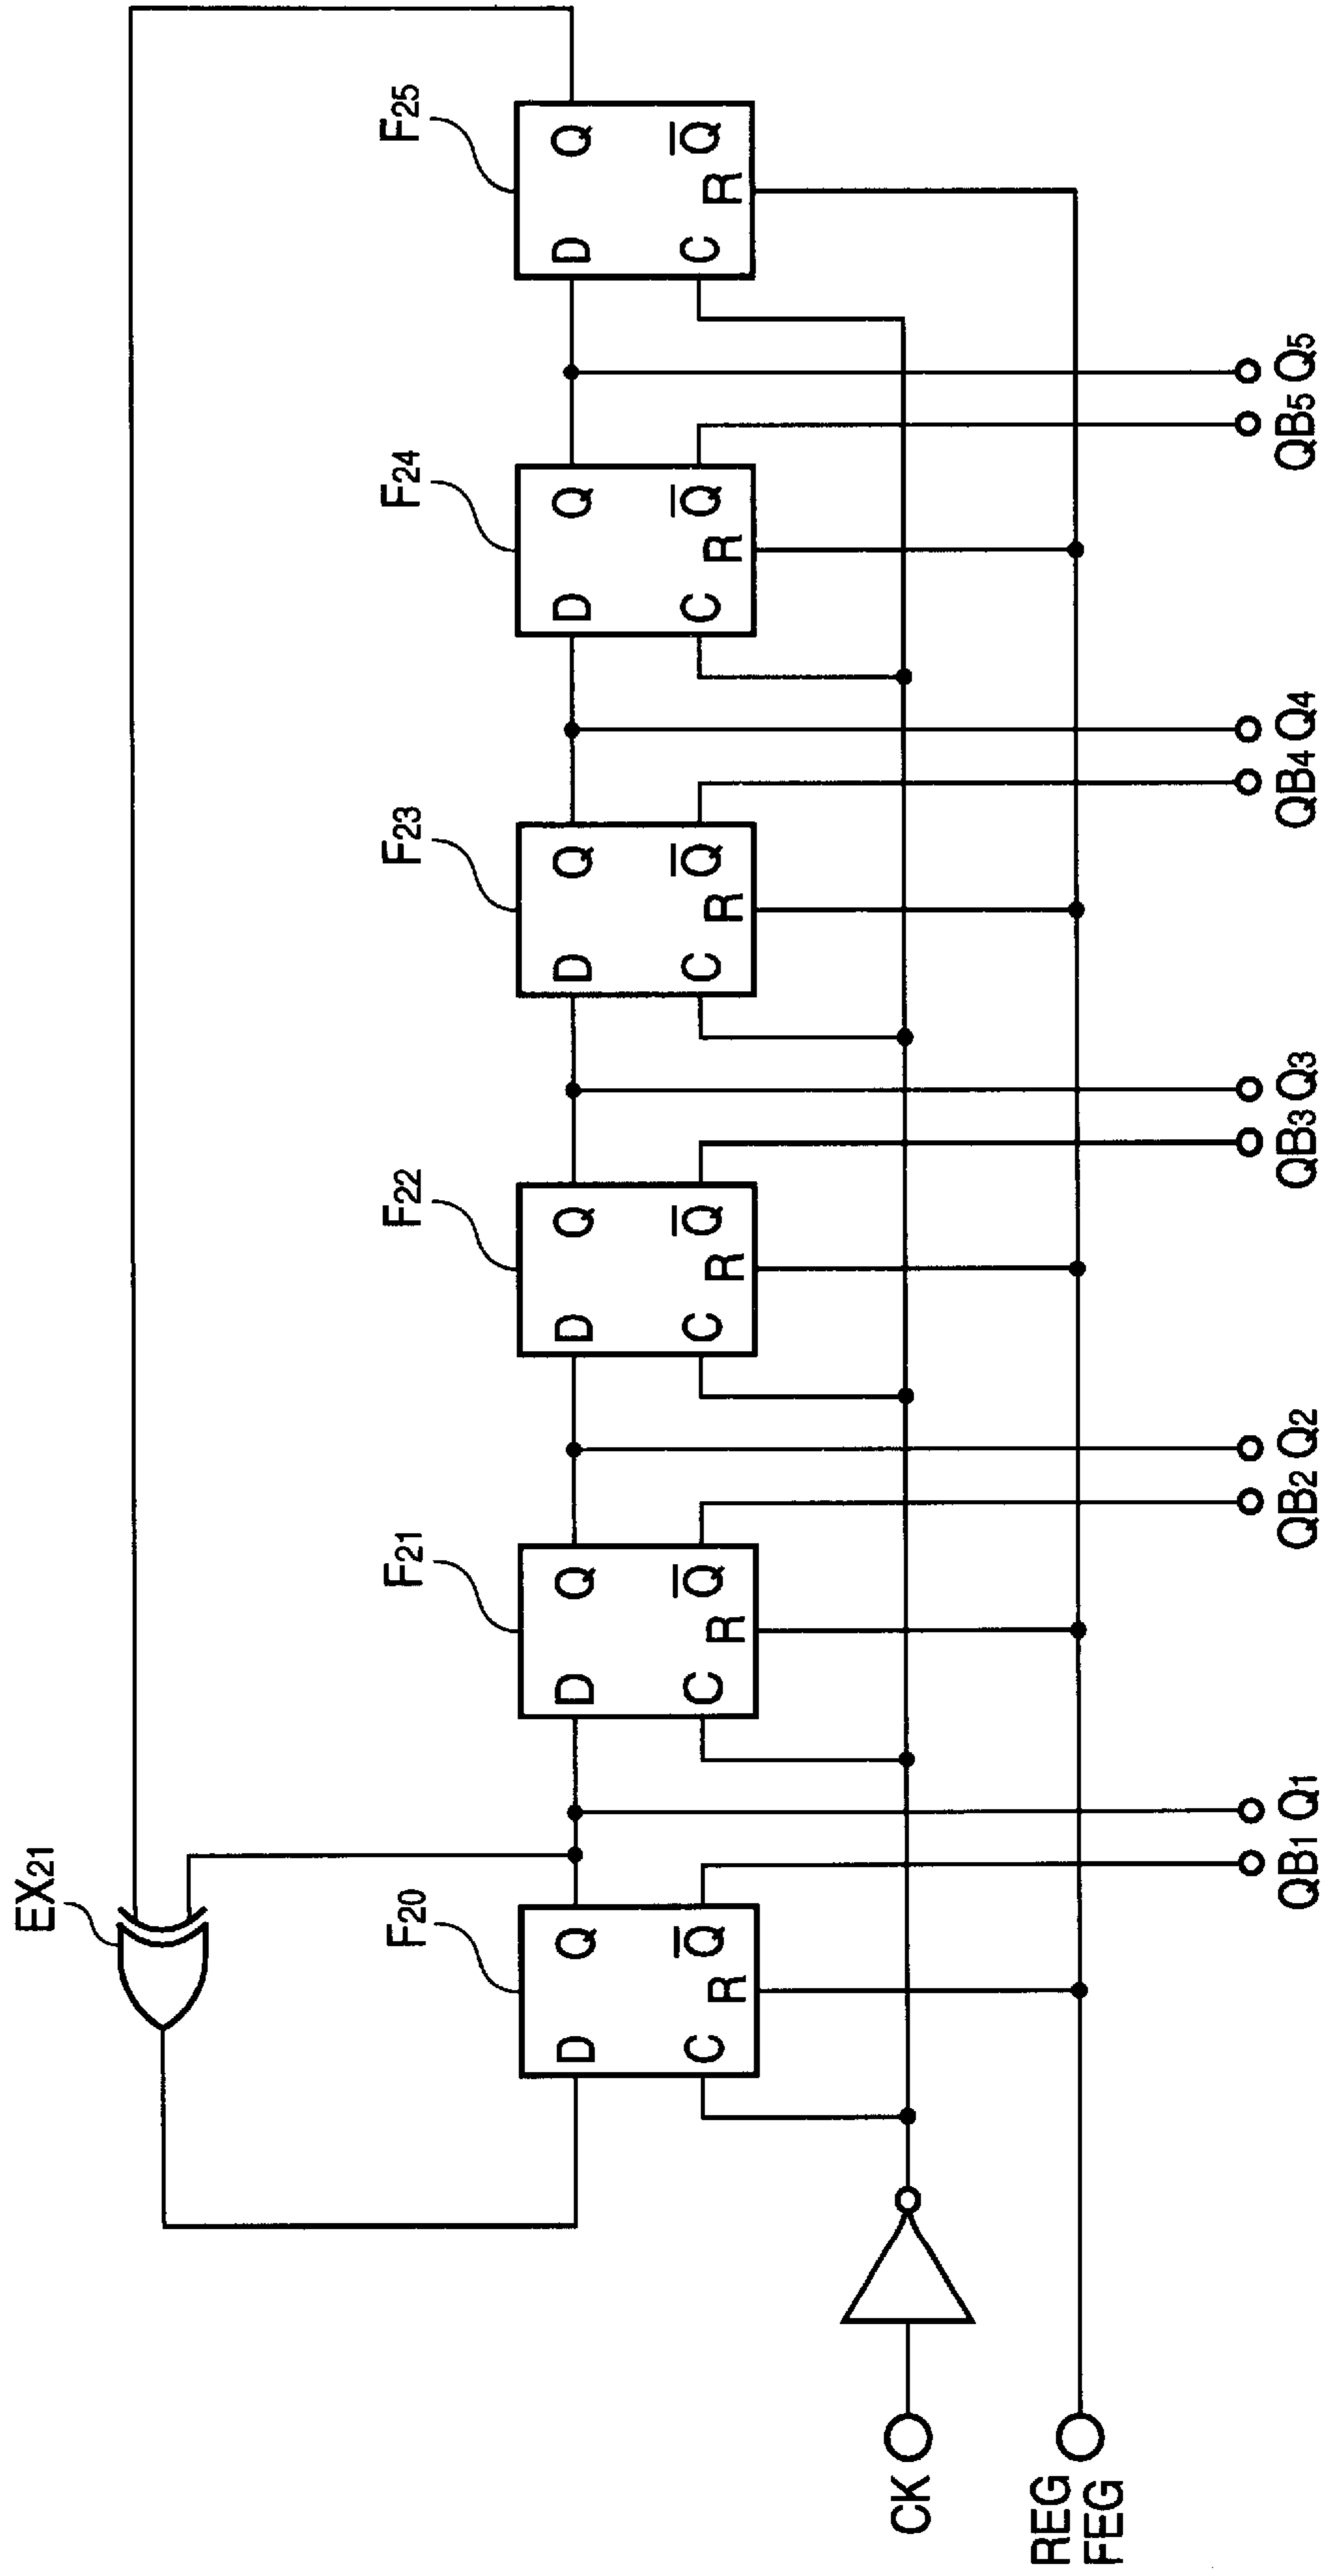 EX21
F20
F21
F22
F23
F24
F25
D Q
C R Q
D Q
C R Q
D Q
C R Q
D Q
C R Q
D Q
C R Q
D Q
C R Q
CK
REG
FEG
QB1 Q1
QB2 Q2
QB3 Q3
QB4 Q4
QB5 Q5